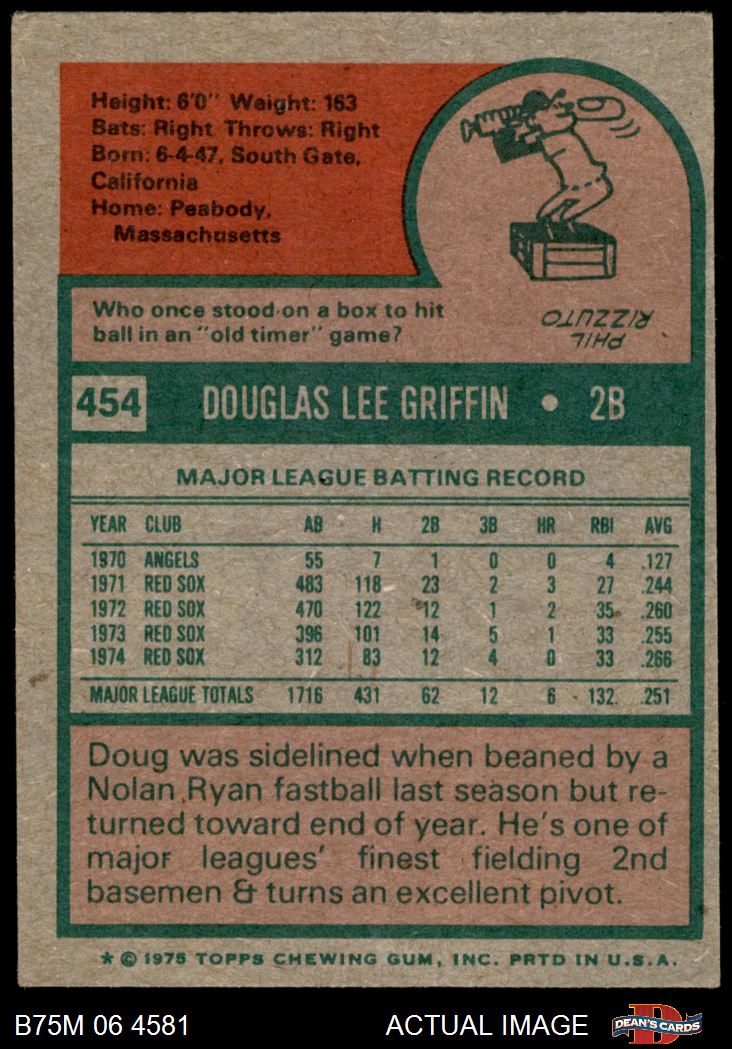 Height: 6'0" Weight: 163
Bats: Right Throws: Right
Born: 6-4-47, South Gate,
California
Home: Peabody,
Massachusetts
Who once stood on a box to hit
ball in an "old timer" game?
PHIL
RIZZUTO
454 DOUGLAS LEE GRIFFIN • 2B
MAJOR LEAGUE BATTING RECORD
YEAR CLUB AB H 2B 3B HR RBI AVG
1970 ANGELS 55 7 1 0 0 4 .127
1971 RED SOX 483 118 23 2 3 27 .244
1972 RED SOX 470 122 12 1 2 35 .260
1973 RED SOX 396 101 14 5 1 33 .255
1974 RED SOX 312 83 12 4 0 33 .266
MAJOR LEAGUE TOTALS 1716 431 62 12 6 132 .251
Doug was sidelined when beaned by a
Nolan Ryan fastball last season but re-
turned toward end of year. He's one of
major leagues' finest fielding 2nd
basemen & turns an excellent pivot.
* © 1975 TOPPS CHEWING GUM, INC. PRTD IN U.S.A.
B75M 06 4581 ACTUAL IMAGE D DEAN'S CARDS